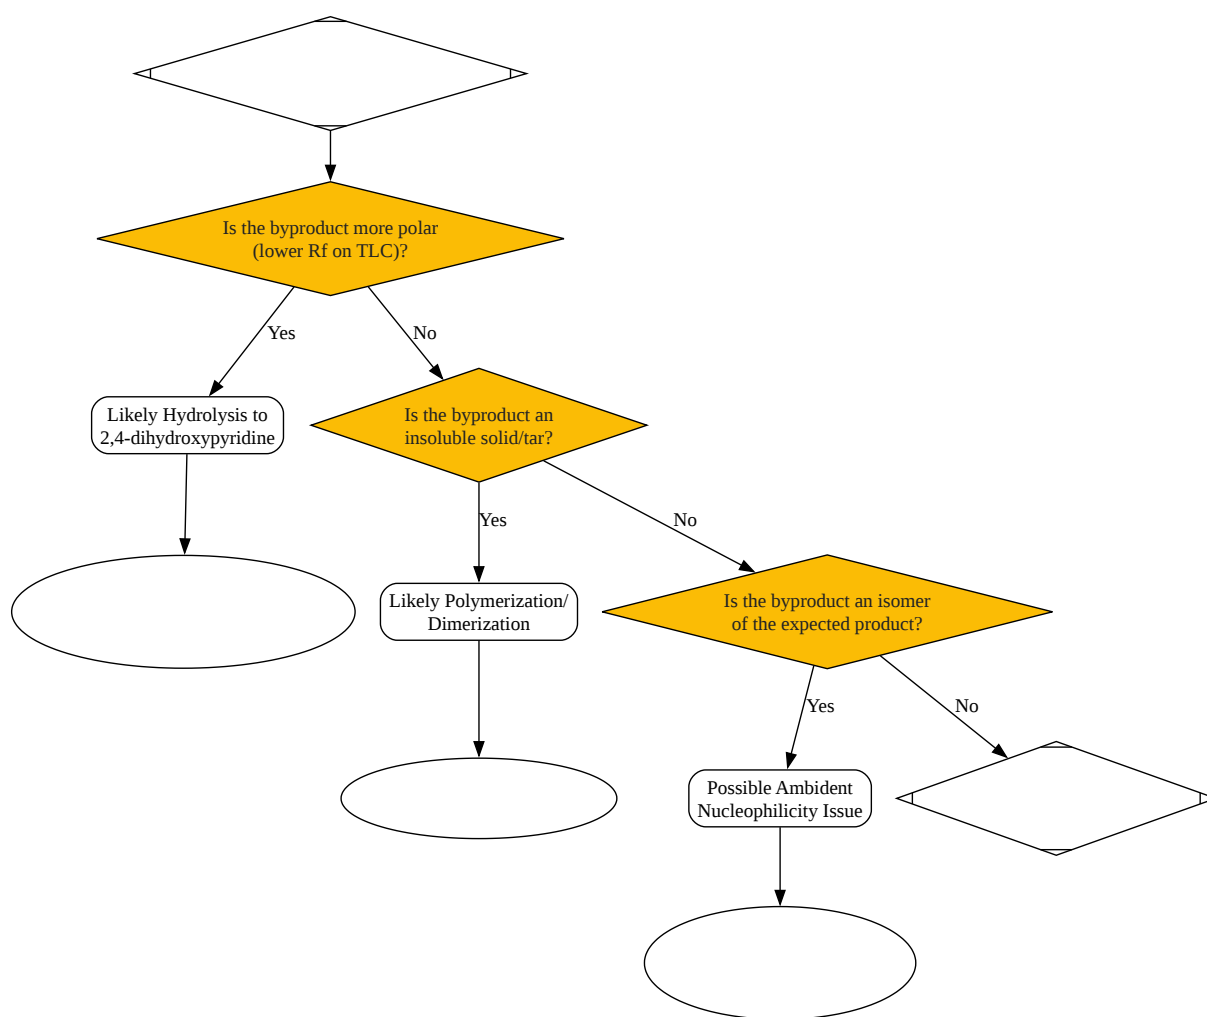 Is the byproduct more polar
(lower Rf on TLC)?
Yes
No
Likely Hydrolysis to
2,4-dihydroxypyridine
Is the byproduct an
insoluble solid/tar?
Yes
No
Likely Polymerization/
Dimerization
Is the byproduct an isomer
of the expected product?
Yes
No
Possible Ambident
Nucleophilicity Issue